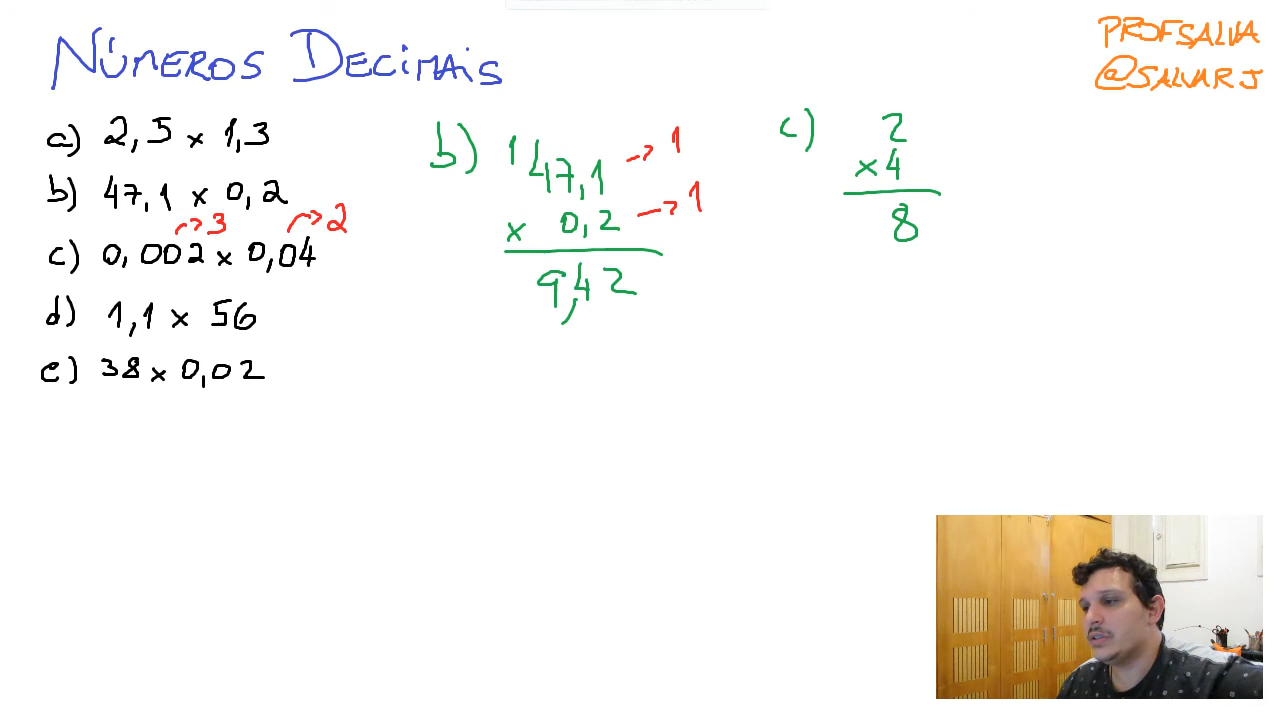 NÚMEROS DECIMAIS
PROFSALVA
@SALVARJ
a) 2,5 x 1,3
b) 47,1 x 0,2
→3 →2
c) 0,002 x 0,04
d) 1,1 x 56
e) 38 x 0,02
b) 1 47,1 → 1
x 0,2 → 1
9,42
c) 2
x 4
8